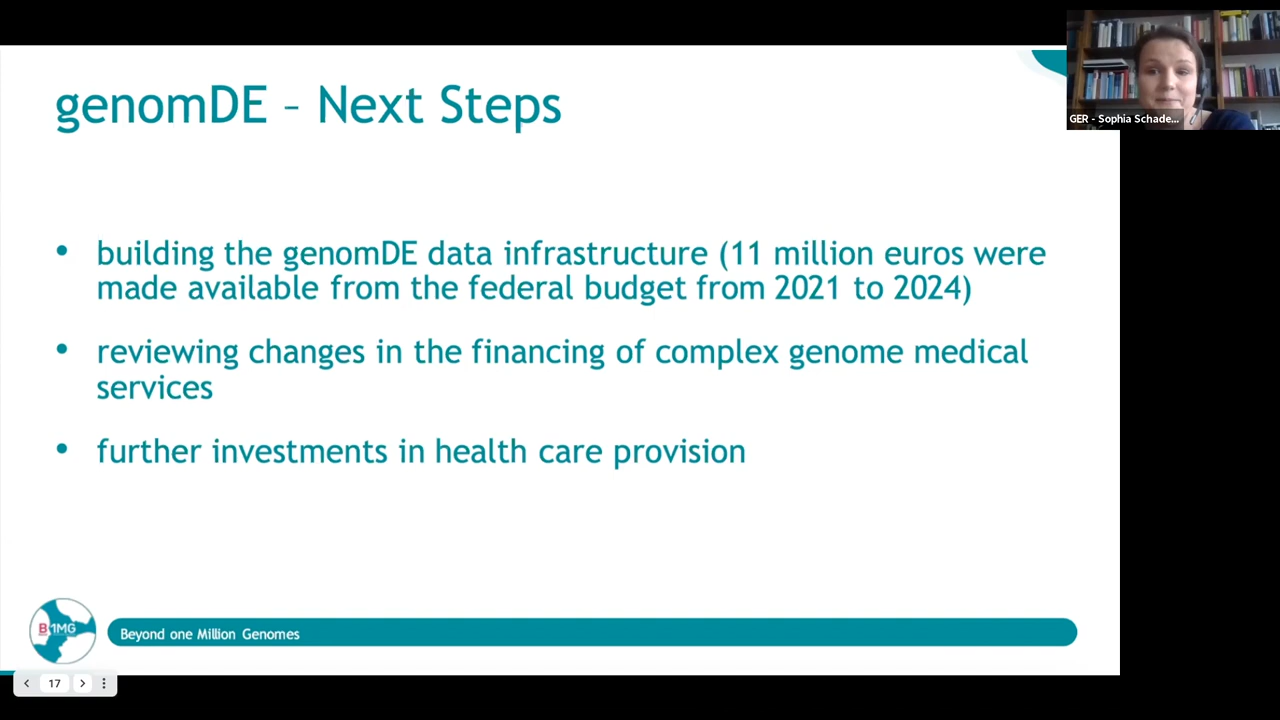 genomDE – Next Steps
GER - Sophia Schade...
• building the genomDE data infrastructure (11 million euros were
made available from the federal budget from 2021 to 2024)
• reviewing changes in the financing of complex genome medical
services
• further investments in health care provision
B1MG
Beyond one Million Genomes
17